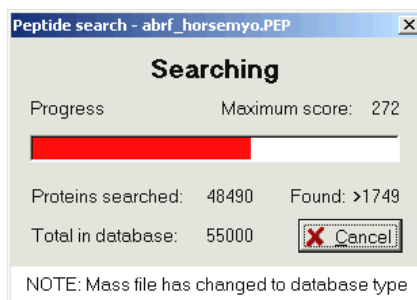 Peptide search - abrf_horsemyo.PEP
Searching
Progress Maximum score: 272
Proteins searched: 48490 Found: >1749
Total in database: 55000 Cancel
NOTE: Mass file has changed to database type